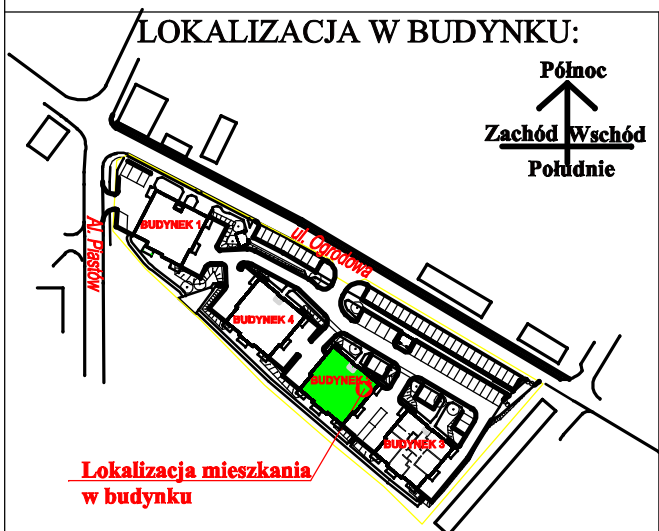 LOKALIZACJA W BUDYNKU:
Północ
Zachód Wschód
Południe
Al. Piastów
BUDYNEK 1
ul. Ogrodowa
BUDYNEK 4
BUDYNEK
BUDYNEK 3
Lokalizacja mieszkania
w budynku